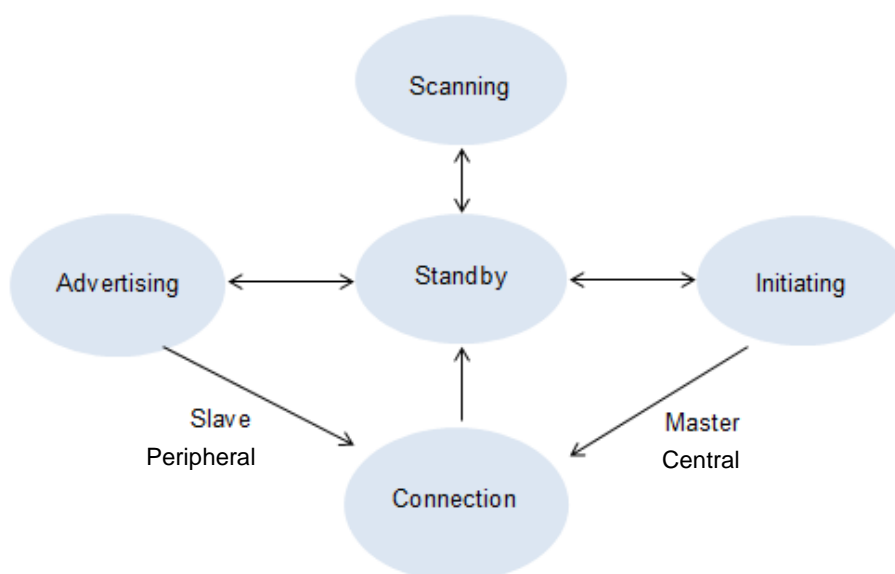 Scanning
Advertising
Standby
Initiating
Slave
Peripheral
Master
Central
Connection